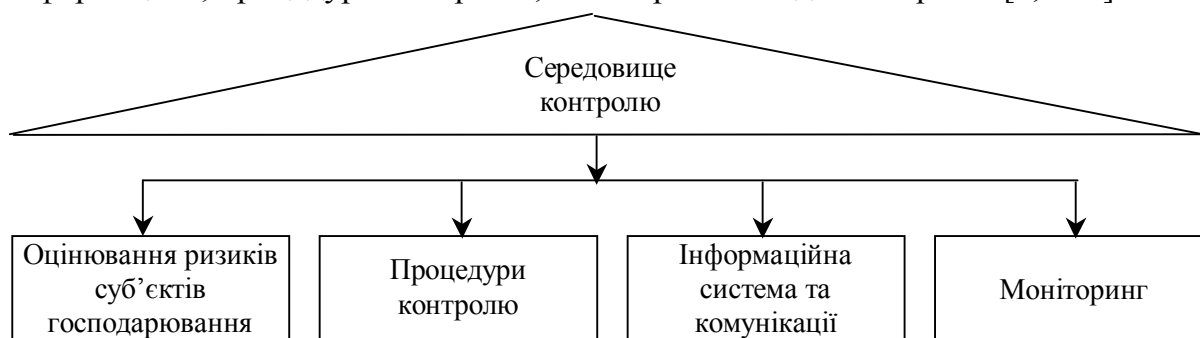 Середовище
контролю
Оцінювання ризиків
суб’єктів
господарювання
Процедури
контролю
Інформаційна
система та
комунікації
Моніторинг